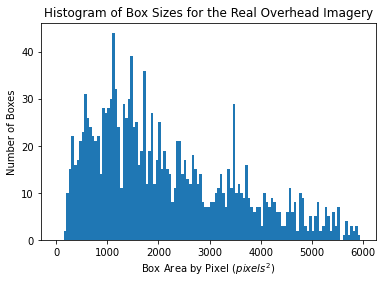 Histogram of Box Sizes for the Real Overhead Imagery
Number of Boxes
40
30
20
10
0
0 1000 2000 3000 4000 5000 6000
Box Area by Pixel (pixels²)